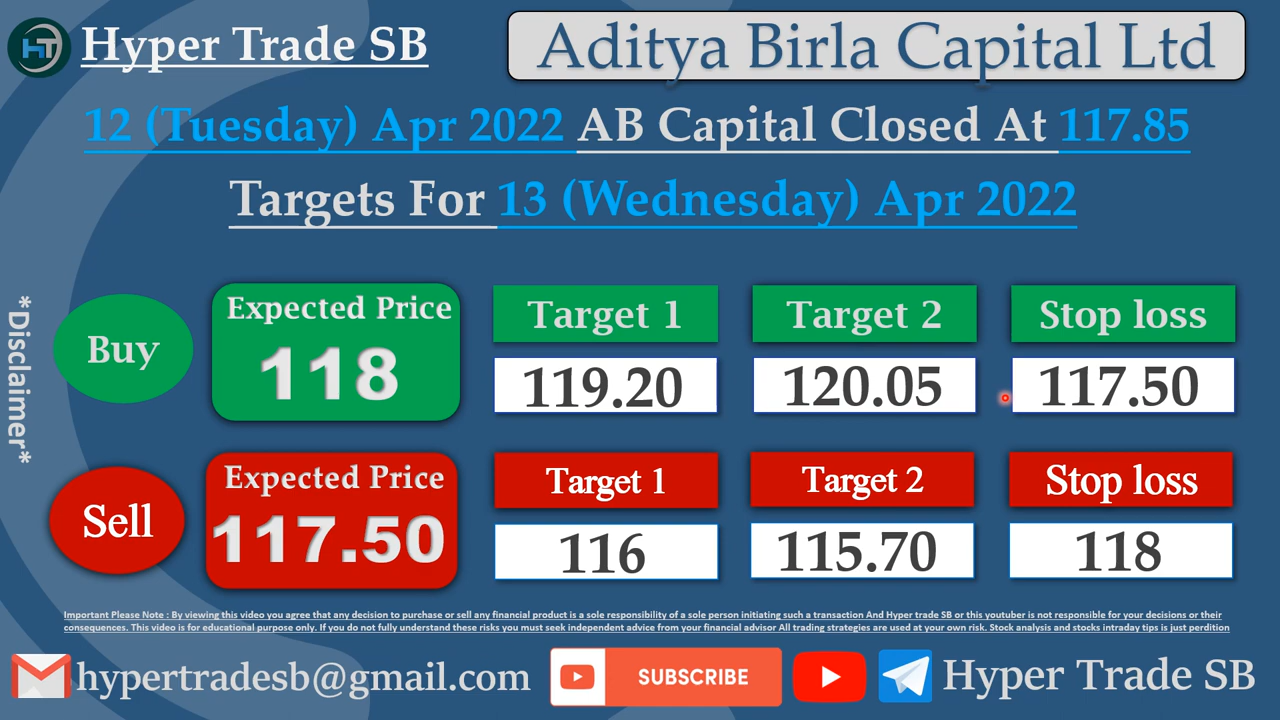 HT Hyper Trade SB
Aditya Birla Capital Ltd
12 (Tuesday) Apr 2022 AB Capital Closed At 117.85
Targets For 13 (Wednesday) Apr 2022
*Disclaimer*
Buy
Expected Price
118
Target 1
119.20
Target 2
120.05
Stop loss
117.50
Sell
Expected Price
117.50
Target 1
116
Target 2
115.70
Stop loss
118
Important Please Note : By viewing this video you agree that any decision to purchase or sell any financial product is a sole responsibility of a sole person initiating such a transaction And Hyper trade SB or this youtuber is not responsible for your decisions or their
consequences. This video is for educational purpose only. If you do not fully understand these risks you must seek independent advice from your financial advisor All trading strategies are used at your own risk. Stock analysis and stocks intraday tips is just perdition
hypertradesb@gmail.com
SUBSCRIBE
Hyper Trade SB